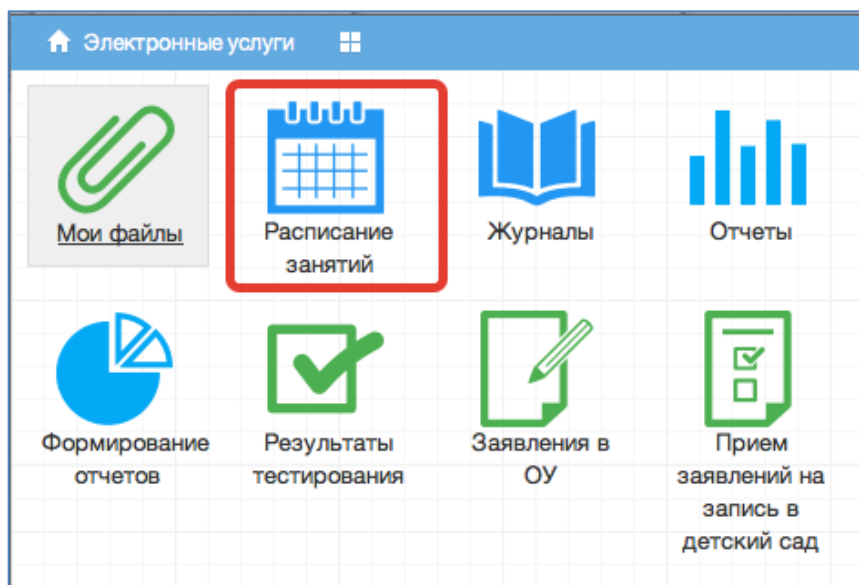 Электронные услуги
Мои файлы
Расписание
занятий
Журналы
Отчеты
Формирование
отчетов
Результаты
тестирования
Заявления в
ОУ
Прием
заявлений на
запись в
детский сад